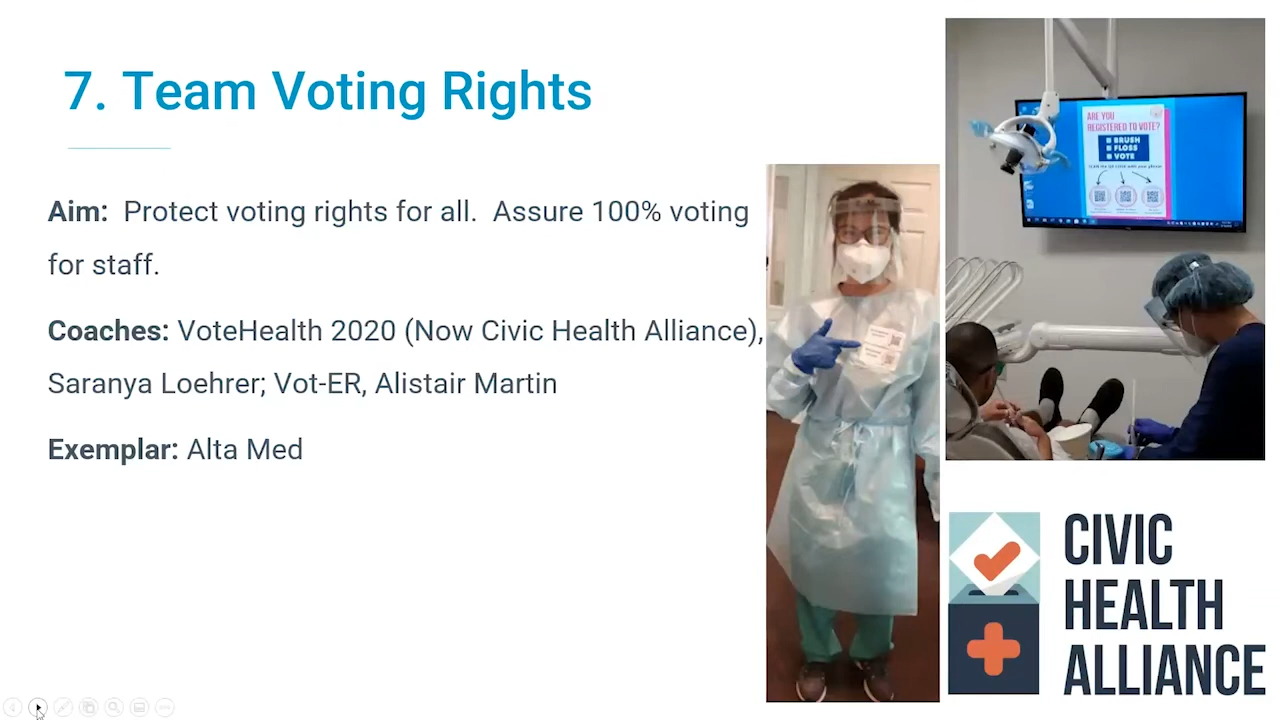 7. Team Voting Rights
Aim: Protect voting rights for all. Assure 100% voting
for staff.
Coaches: VoteHealth 2020 (Now Civic Health Alliance),
Saranya Loehrer; Vot-ER, Alistair Martin
Exemplar: Alta Med
ARE YOU
REGISTERED TO VOTE?
BRUSH
FLOSS
VOTE
CIVIC
HEALTH
ALLIANCE